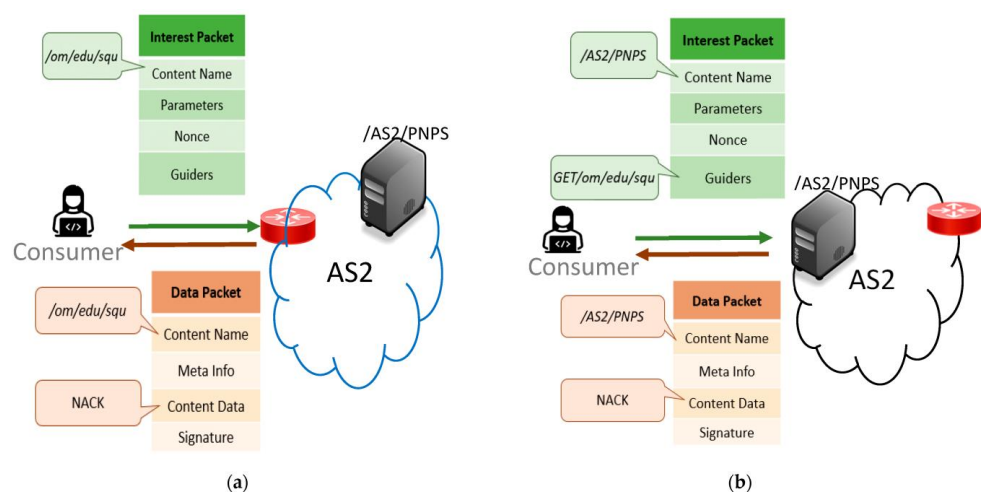 Interest Packet
/om/edu/squ
Content Name
Parameters
Nonce
Guiders
/AS2/PNPS
Consumer
AS2
Data Packet
/om/edu/squ
Content Name
Meta Info
NACK
Content Data
Signature
(a)
Interest Packet
/AS2/PNPS
Content Name
Parameters
Nonce
GET/om/edu/squ
Guiders
/AS2/PNPS
Consumer
AS2
Data Packet
/AS2/PNPS
Content Name
Meta Info
NACK
Content Data
Signature
(b)